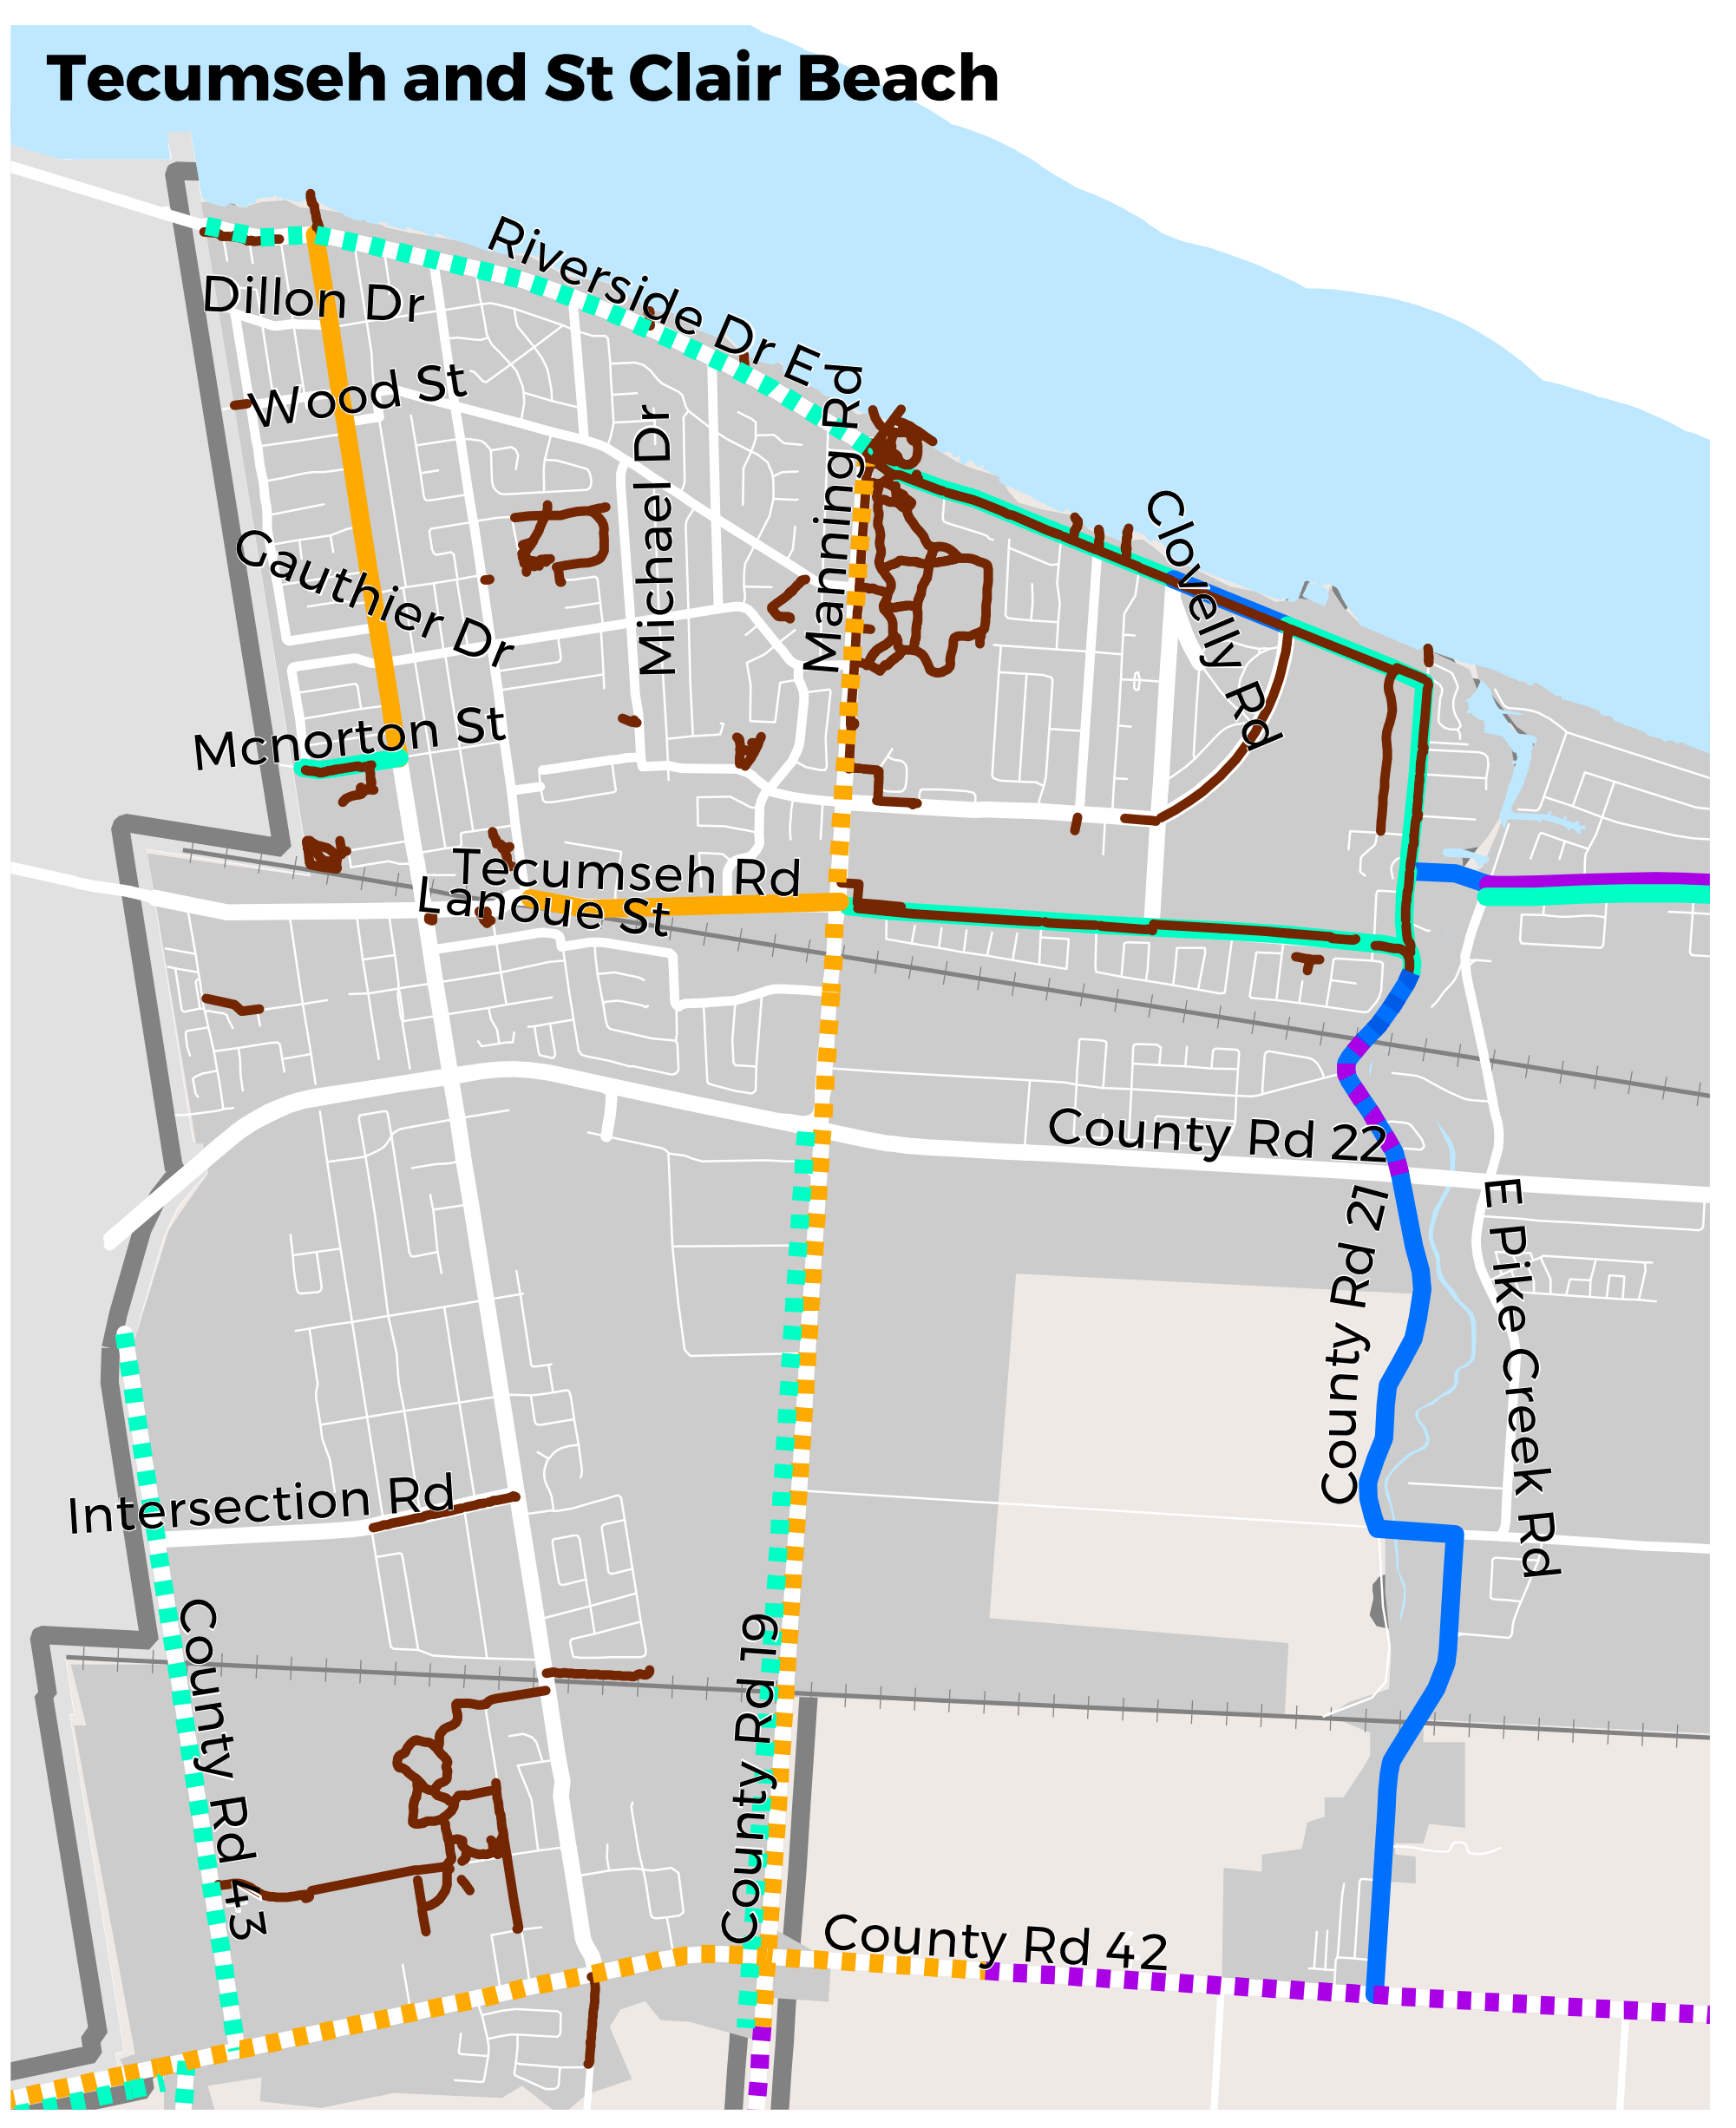 Tecumseh and St Clair Beach
Riverside Dr E
Dillon Dr
Wood St
Michael Dr
Manning Rd
Clovelly Rd
Gauthier Dr
Mcnorton St
Tecumseh Rd
Lanoue St
County Rd 22
County Rd 21
E Pike Creek Rd
Intersection Rd
County Rd 43
County Rd 19
County Rd 42